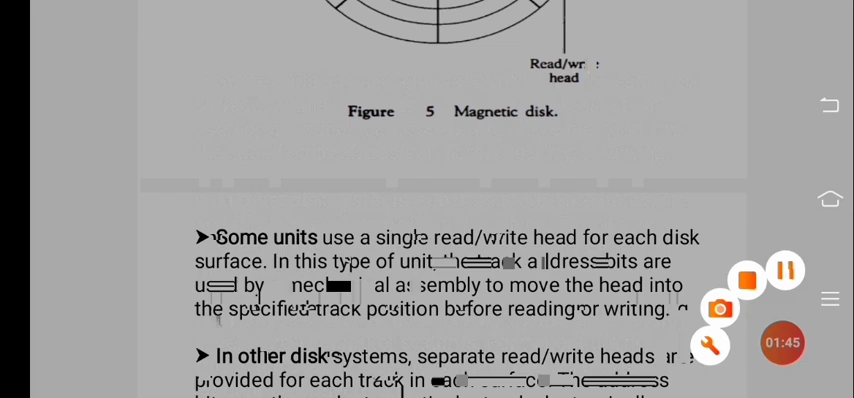 Read/wr e
head
Figure 5 Magnetic disk.
➤ Some units use a single read/write head for each disk
surface. In this type of unit, the track address bits are
used by mechanical assembly to move the head into
the specified track position before reading or writing.
➤ In other disk systems, separate read/write heads are
provided for each track in each surface. The address
01:45